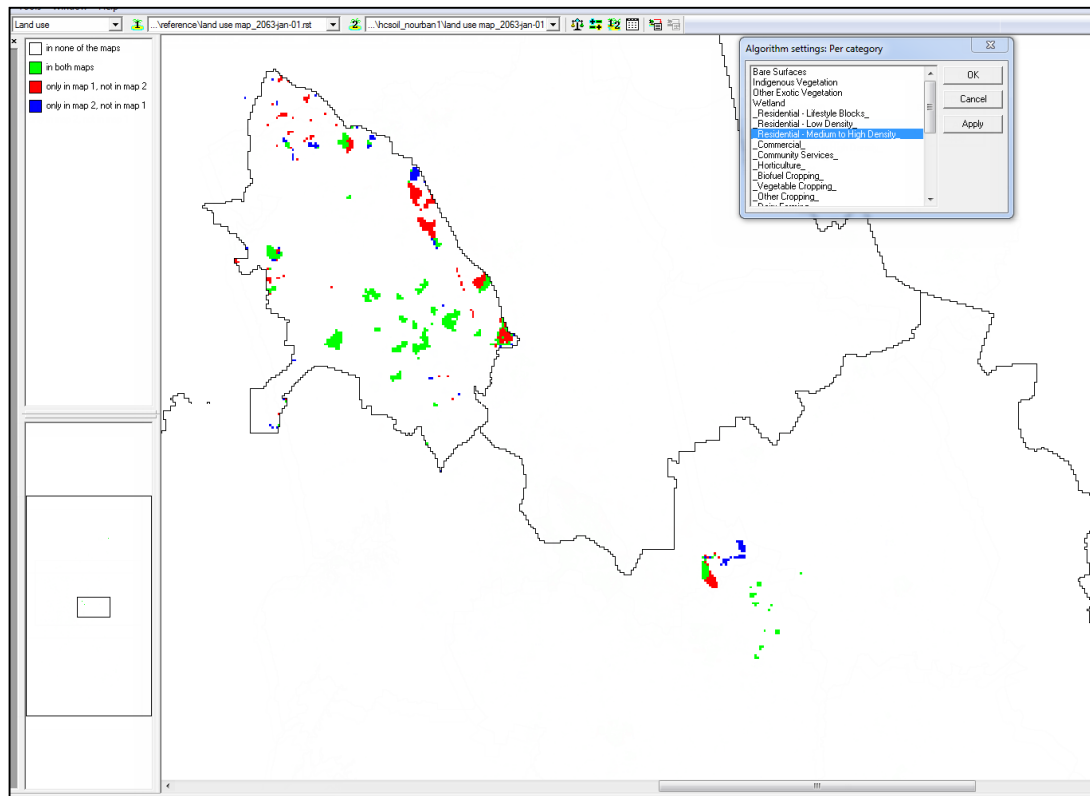 Land use
1
...\reference\land use map_2063-jan-01.rst
2
...\hcsoil_nourban1\land use map_2063-jan-01
in none of the maps
in both maps
only in map 1, not in map 2
only in map 2, not in map 1
Algorithm settings: Per category
Bare Surfaces
Indigenous Vegetation
Other Exotic Vegetation
Wetland
_Residential - Lifestyle Blocks_
_Residential - Low Density_
_Residential - Medium to High Density_
_Commercial_
_Community Services_
_Horticulture_
_Biofuel Cropping_
_Vegetable Cropping_
_Other Cropping_
OK
Cancel
Apply